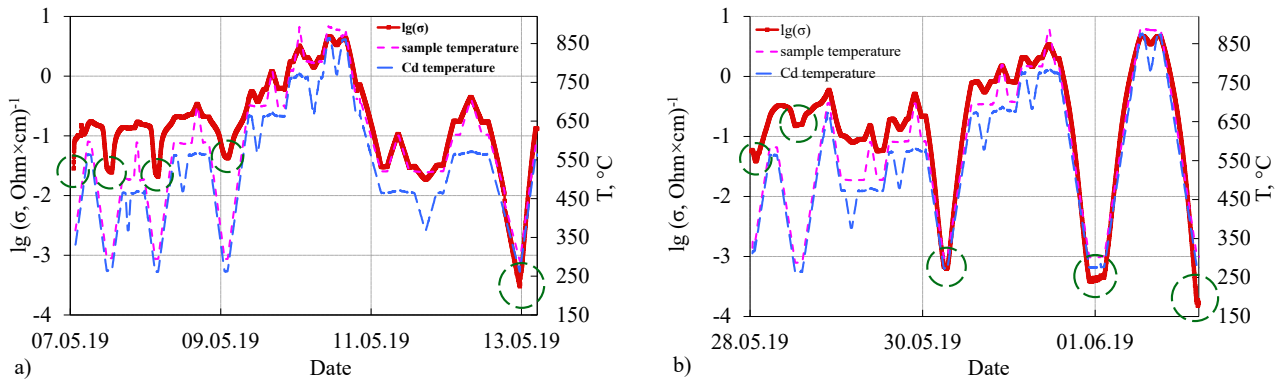 1
0
-1
-2
-3
-4
lg (σ, Ohm×cm)⁻¹
lg(σ)
sample temperature
Cd temperature
850
750
650
550
450
350
250
150
T, °C
07.05.19 09.05.19 11.05.19 13.05.19
a) Date
1
0
-1
-2
-3
-4
lg (σ, Ohm×cm)⁻¹
lg(σ)
sample temperature
Cd temperature
850
750
650
550
450
350
250
150
T, °C
28.05.19 30.05.19 01.06.19
b) Date